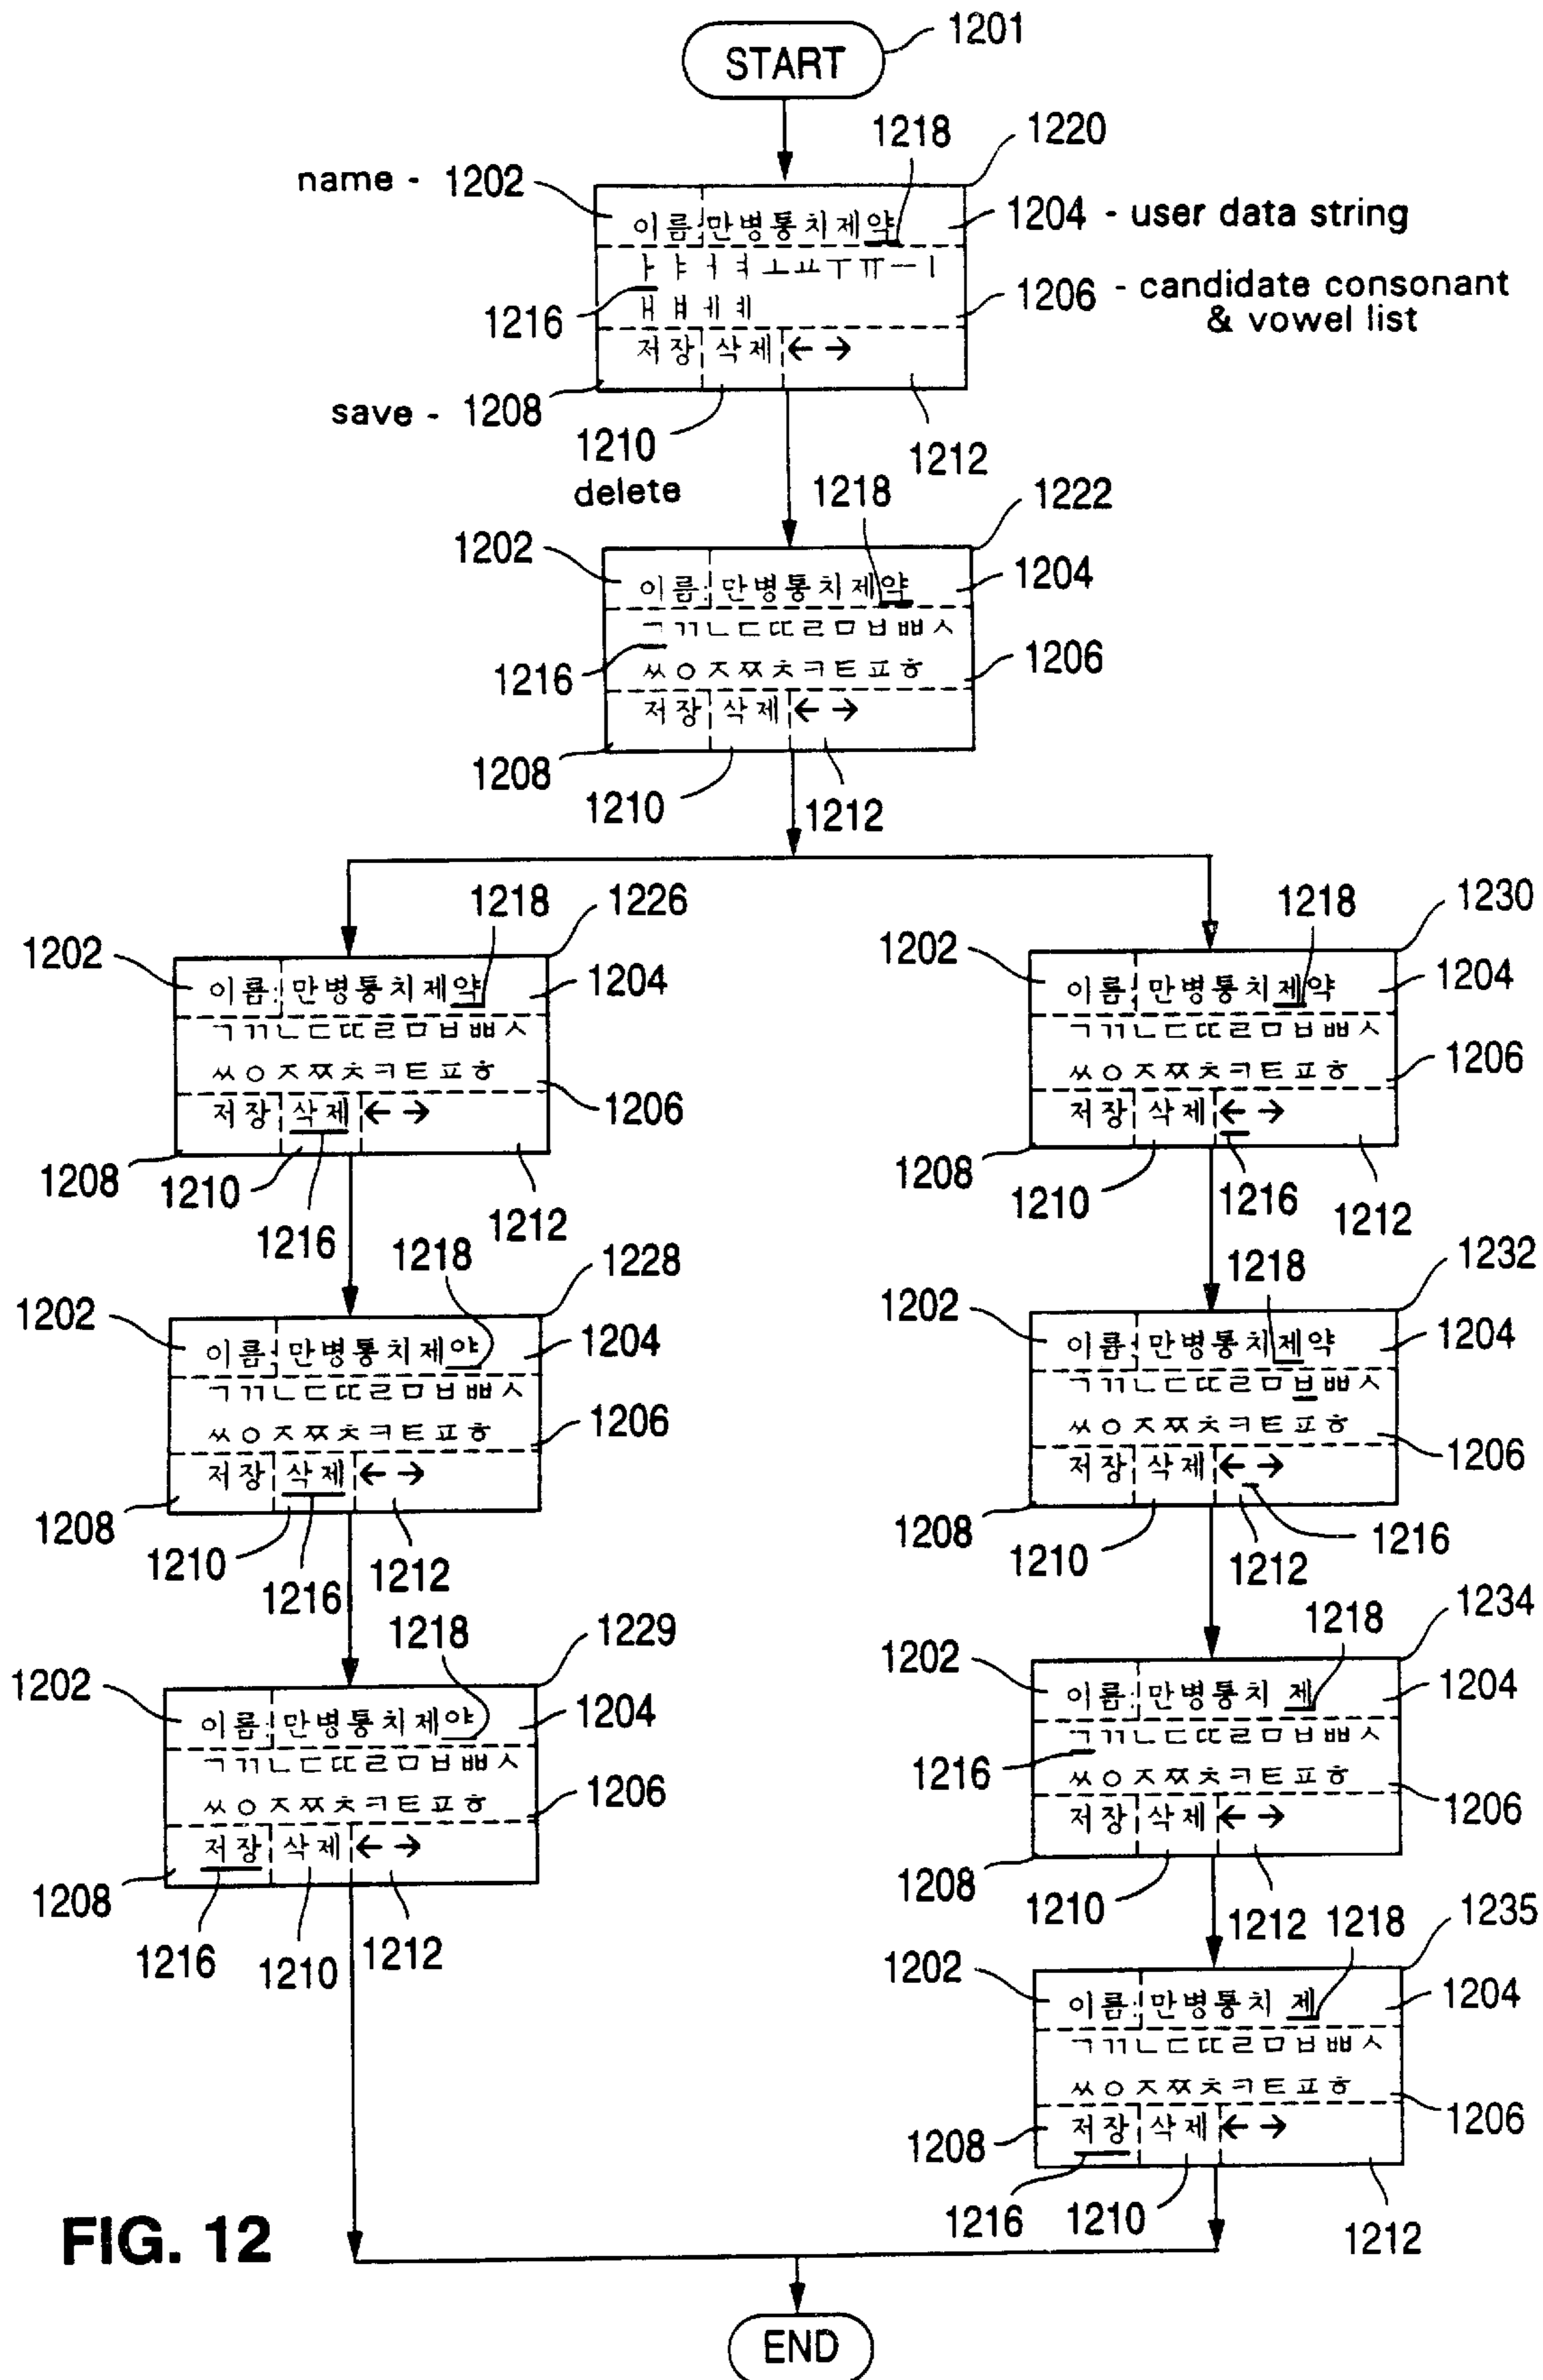 START
1201
1218
1220
name - 1202
이름:만병통치제약
1204 - user data string
ㅏㅑㅓㅕㅗㅛㅜㅠㅡㅣ
1216
1206 - candidate consonant
& vowel list
ㅐㅒㅔㅖ
저장 삭제 ← →
save - 1208
1210
delete
1212
1218
1222
1202
이름: 만병통치제약
1204
ㄱㄲㄴㄷㄸㄹㅁㅂㅃㅅ
1216
1206
ㅆㅇㅈㅉㅊㅋㅌㅍㅎ
저장 삭제 ← →
1208
1210
1212
1218
1226
1202
이름: 만병통치제약
1204
ㄱㄲㄴㄷㄸㄹㅁㅂㅃㅅ
ㅆㅇㅈㅉㅊㅋㅌㅍㅎ
1206
저장 삭제 ← →
1208
1210
1216
1212
1218
1228
1202
이름: 만병통치제야
1204
ㄱㄲㄴㄷㄸㄹㅁㅂㅃㅅ
ㅆㅇㅈㅉㅊㅋㅌㅍㅎ
1206
저장 삭제 ← →
1208
1210
1216
1212
1218
1229
1202
이름: 만병통치제야
1204
ㄱㄲㄴㄷㄸㄹㅁㅂㅃㅅ
ㅆㅇㅈㅉㅊㅋㅌㅍㅎ
1206
저장 삭제 ← →
1208
1216
1210
1212
1218
1230
1202
이름: 만병통치제약
1204
ㄱㄲㄴㄷㄸㄹㅁㅂㅃㅅ
ㅆㅇㅈㅉㅊㅋㅌㅍㅎ
1206
저장 삭제 ← →
1208
1210
1216
1212
1218
1232
1202
이름: 만병통치제약
1204
ㄱㄲㄴㄷㄸㄹㅁㅂㅃㅅ
ㅆㅇㅈㅉㅊㅋㅌㅍㅎ
1206
저장 삭제 ← →
1208
1210
1212
1216
1218
1234
1202
이름: 만병통치 제
1204
ㄱㄲㄴㄷㄸㄹㅁㅂㅃㅅ
1216
ㅆㅇㅈㅉㅊㅋㅌㅍㅎ
1206
저장 삭제 ← →
1208
1210
1212
1218
1235
1202
이름: 만병통치 제
1204
ㄱㄲㄴㄷㄸㄹㅁㅂㅃㅅ
ㅆㅇㅈㅉㅊㅋㅌㅍㅎ
1206
1208
저장 삭제 ← →
1216
1210
1212
FIG. 12
END